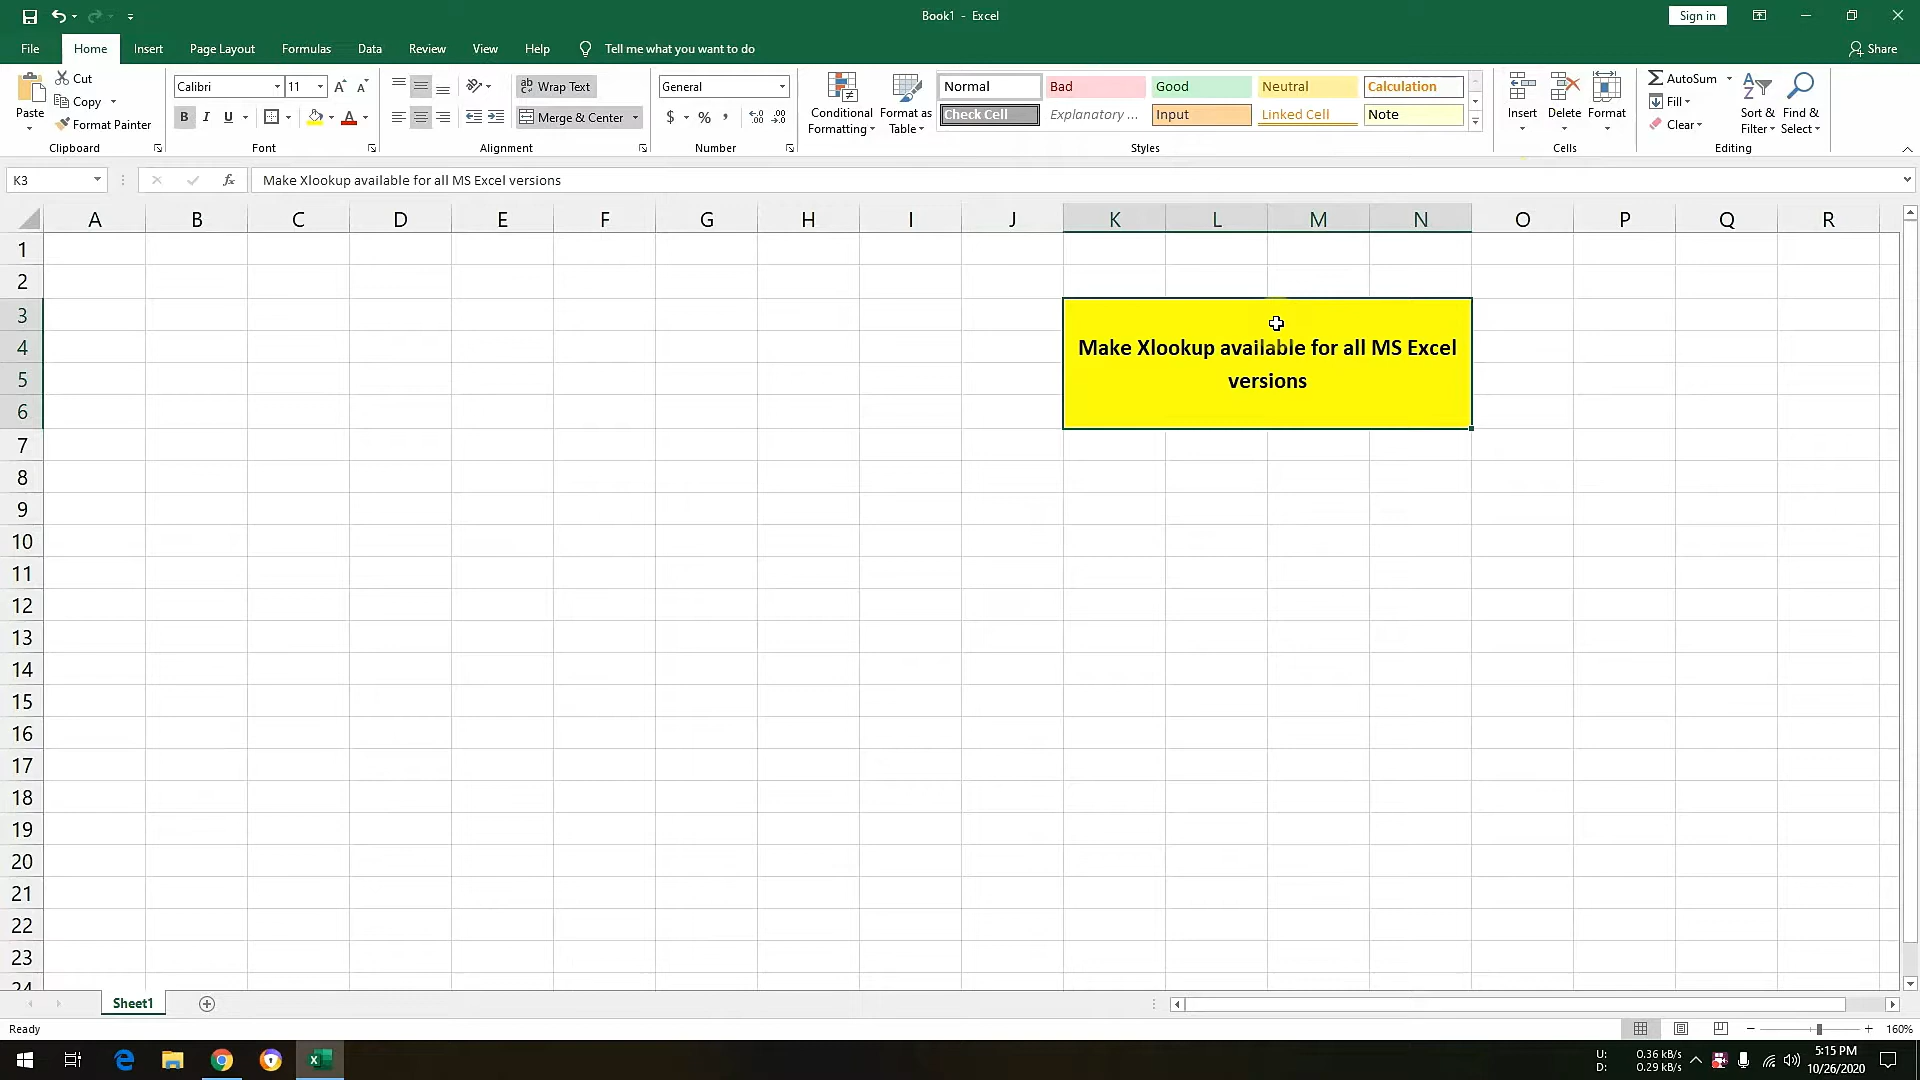 Book1 - Excel
Sign in
File Home Insert Page Layout Formulas Data Review View Help Tell me what you want to do Share
Paste
Cut
Copy
Format Painter
Clipboard
Calibri 11
B I U
Font
Wrap Text
Merge & Center
Alignment
General
$ % ,
Number
Conditional
Formatting
Format as
Table
Normal Bad Good Neutral Calculation
Check Cell Explanatory ... Input Linked Cell Note
Styles
Insert Delete Format
Cells
AutoSum
Fill
Clear
Sort &
Filter
Find &
Select
Editing
K3 fx Make Xlookup available for all MS Excel versions
A B C D E F G H I J K L M N O P Q R
1
2
3
4
5
6
7
8
9
10
11
12
13
14
15
16
17
18
19
20
21
22
23
24
Make Xlookup available for all MS Excel
versions
Sheet1
Ready
160%
U: 0.36 kB/s
D: 0.29 kB/s
5:15 PM
10/26/2020